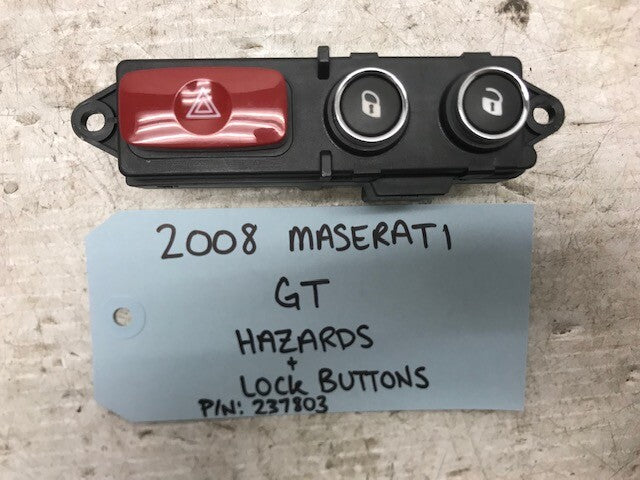 2008 MASERATI
GT
HAZARDS
+
LOCK BUTTONS
P/N: 237803